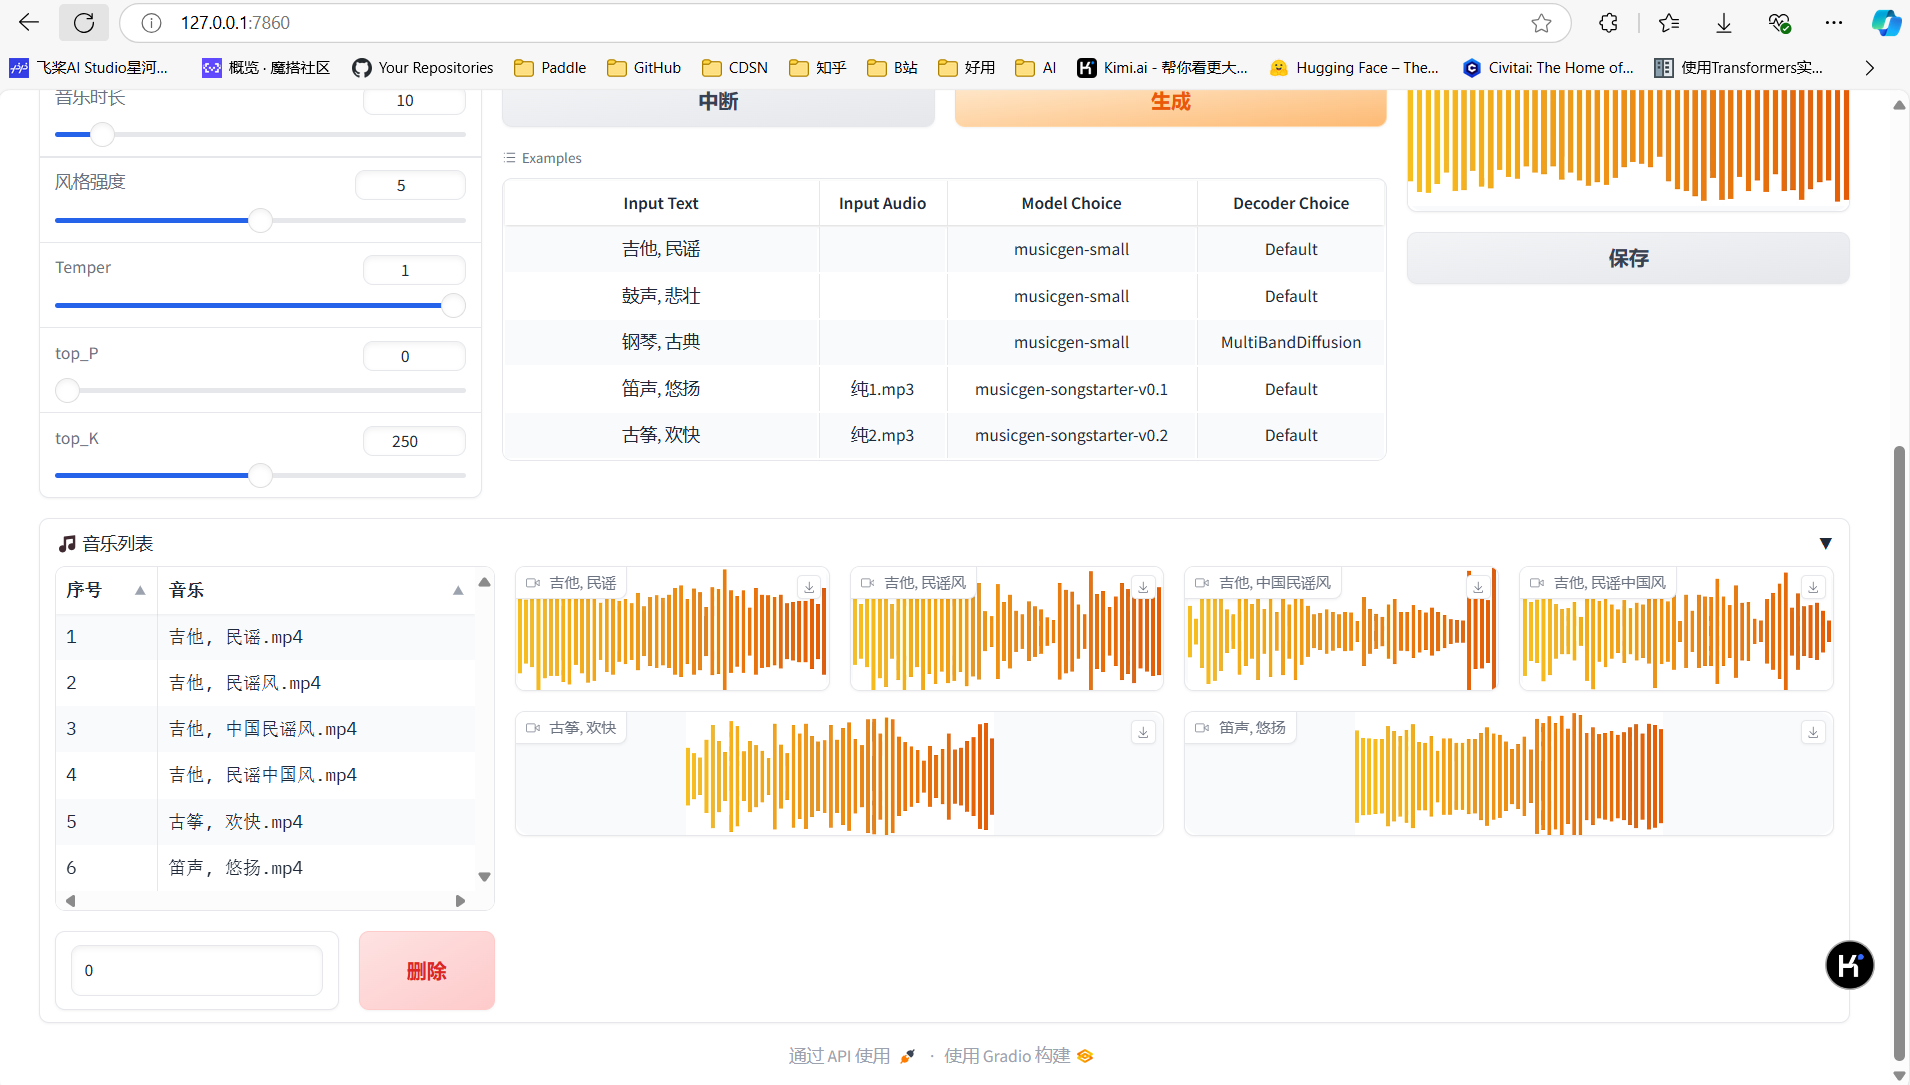 127.0.0.1:7860
飞桨AI Studio星河...
概览 · 魔搭社区
Your Repositories
Paddle
GitHub
CDSN
知乎
B站
好用
AI
Kimi.ai - 帮你看更大...
Hugging Face – The...
Civitai: The Home of...
使用Transformers实...
音乐时长
10
风格强度
5
Temper
1
top_P
0
top_K
250
中断
生成
Examples
Input Text Input Audio Model Choice Decoder Choice
吉他, 民谣 musicgen-small Default
鼓声, 悲壮 musicgen-small Default
钢琴, 古典 musicgen-small MultiBandDiffusion
笛声, 悠扬 纯1.mp3 musicgen-songstarter-v0.1 Default
古筝, 欢快 纯2.mp3 musicgen-songstarter-v0.2 Default
保存
音乐列表
序号 音乐
1 吉他, 民谣.mp4
2 吉他, 民谣风.mp4
3 吉他, 中国民谣风.mp4
4 吉他, 民谣中国风.mp4
5 古筝, 欢快.mp4
6 笛声, 悠扬.mp4
吉他, 民谣
吉他, 民谣风
吉他, 中国民谣风
吉他, 民谣中国风
古筝, 欢快
笛声, 悠扬
0
删除
通过 API 使用 · 使用 Gradio 构建